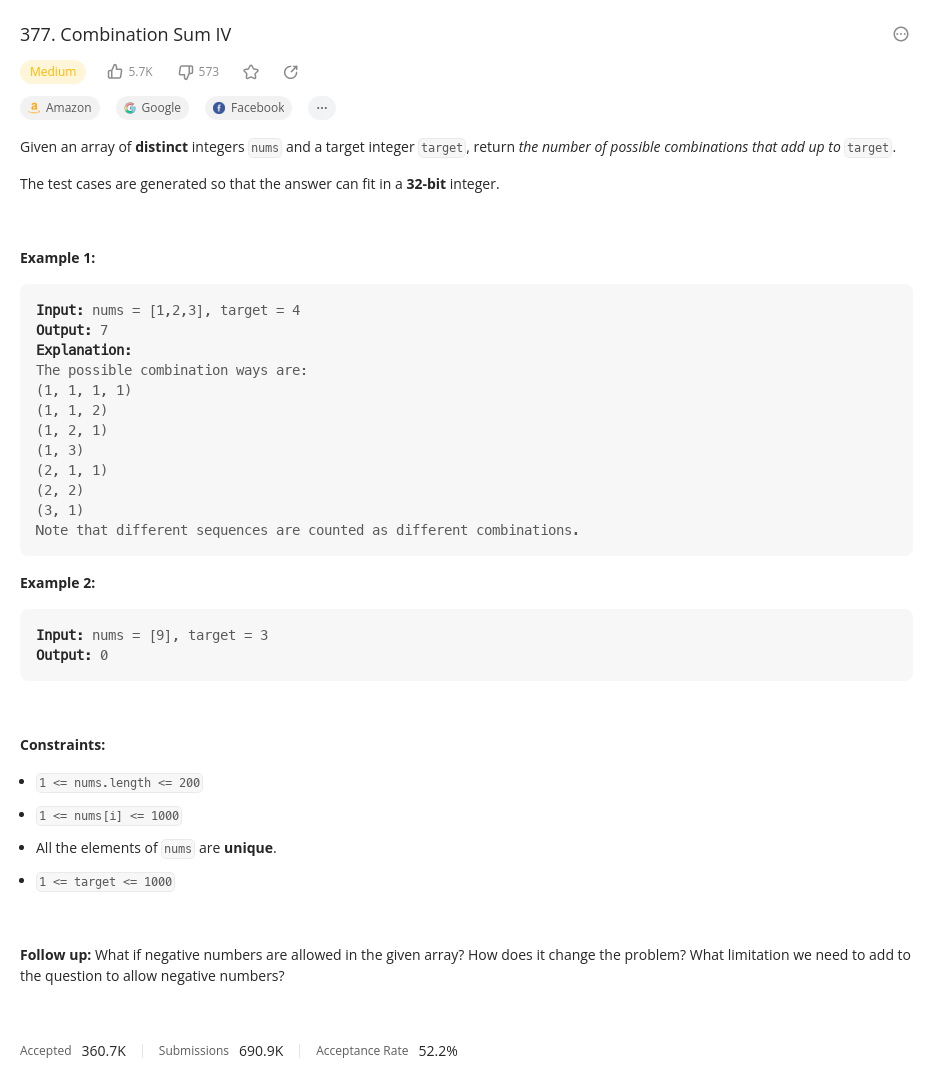 377. Combination Sum IV
Medium 5.7K 573
Amazon Google Facebook ...
Given an array of distinct integers nums and a target integer target, return the number of possible combinations that add up to target.
The test cases are generated so that the answer can fit in a 32-bit integer.
Example 1:
Input: nums = [1,2,3], target = 4
Output: 7
Explanation:
The possible combination ways are:
(1, 1, 1, 1)
(1, 1, 2)
(1, 2, 1)
(1, 3)
(2, 1, 1)
(2, 2)
(3, 1)
Note that different sequences are counted as different combinations.
Example 2:
Input: nums = [9], target = 3
Output: 0
Constraints:
1 <= nums.length <= 200
1 <= nums[i] <= 1000
All the elements of nums are unique.
1 <= target <= 1000
Follow up: What if negative numbers are allowed in the given array? How does it change the problem? What limitation we need to add to
the question to allow negative numbers?
Accepted 360.7K Submissions 690.9K Acceptance Rate 52.2%